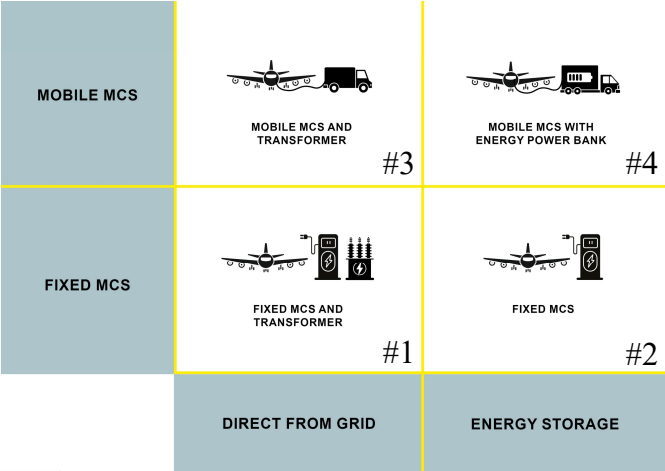 MOBILE MCS
MOBILE MCS AND
TRANSFORMER
#3
MOBILE MCS WITH
ENERGY POWER BANK
#4
FIXED MCS
FIXED MCS AND
TRANSFORMER
#1
FIXED MCS
#2
DIRECT FROM GRID
ENERGY STORAGE